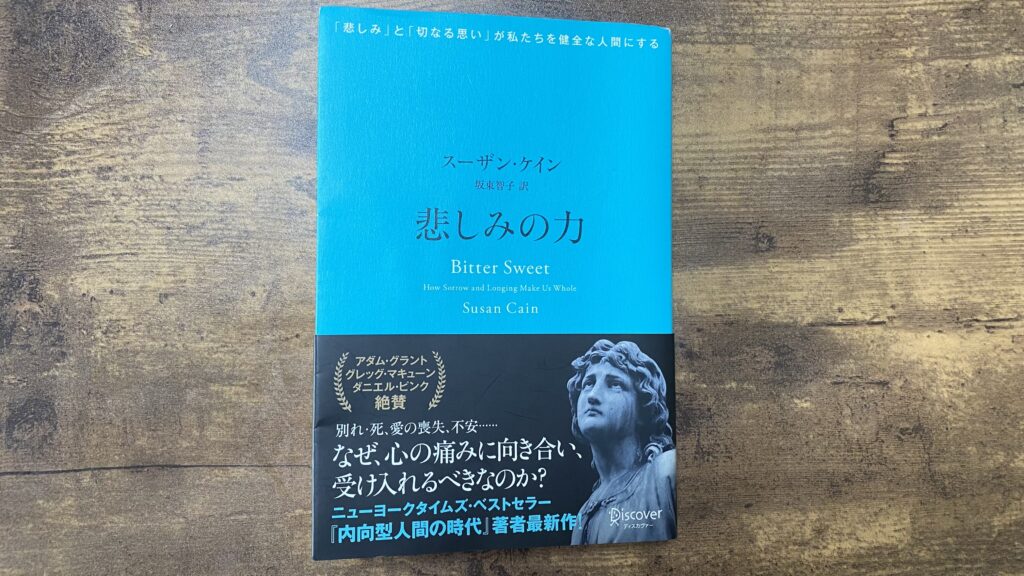 「悲しみ」と「切なる思い」が私たちを健全な人間にする
スーザン・ケイン
坂東智子 訳
悲しみの力
Bitter Sweet
How Sorrow and Longing Make Us Whole
Susan Cain
アダム・グラント
グレッグ・マキューン
ダニエル・ピンク
絶賛
別れ・死、愛の喪失、不安……
なぜ、心の痛みに向き合い、
受け入れるべきなのか?
ニューヨークタイムズ・ベストセラー
『内向型人間の時代』著者最新作!
Discover
ディスカヴァー